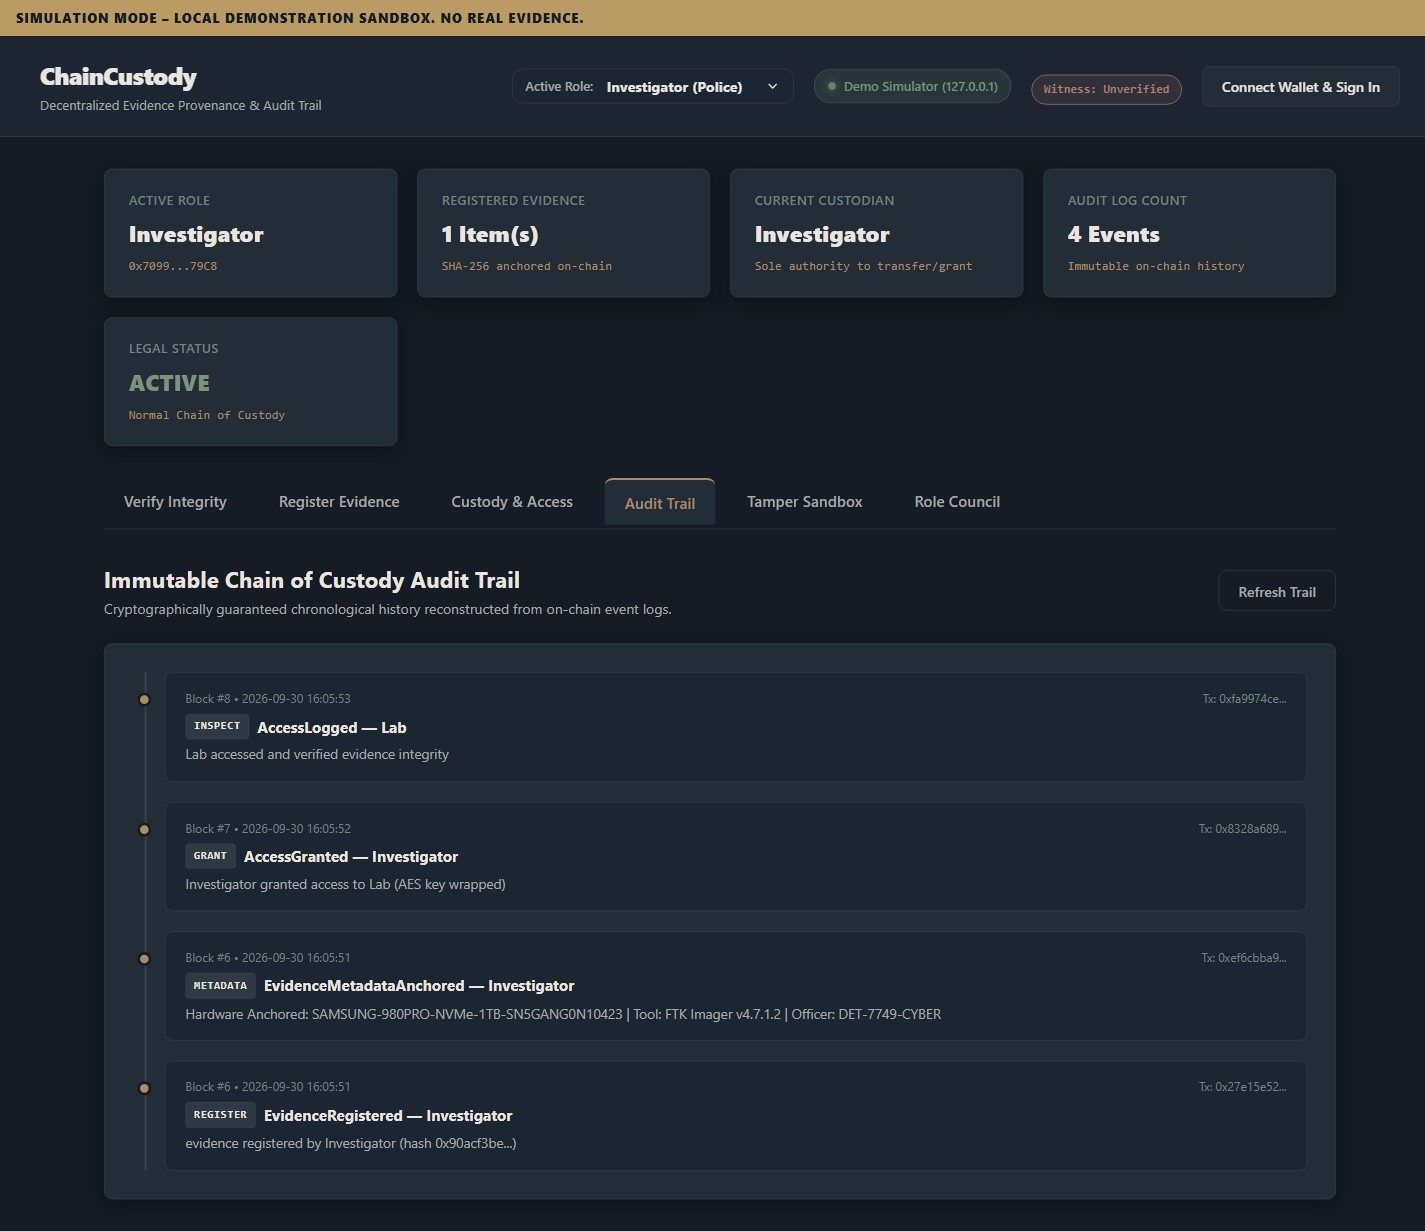 SIMULATION MODE – LOCAL DEMONSTRATION SANDBOX. NO REAL EVIDENCE.
ChainCustody
Decentralized Evidence Provenance & Audit Trail
Active Role: Investigator (Police)
Demo Simulator (127.0.0.1)
Witness: Unverified
Connect Wallet & Sign In
ACTIVE ROLE
Investigator
0x7099...79C8
REGISTERED EVIDENCE
1 Item(s)
SHA-256 anchored on-chain
CURRENT CUSTODIAN
Investigator
Sole authority to transfer/grant
AUDIT LOG COUNT
4 Events
Immutable on-chain history
LEGAL STATUS
ACTIVE
Normal Chain of Custody
Verify Integrity
Register Evidence
Custody & Access
Audit Trail
Tamper Sandbox
Role Council
Immutable Chain of Custody Audit Trail
Cryptographically guaranteed chronological history reconstructed from on-chain event logs.
Refresh Trail
Block #8 • 2026-09-30 16:05:53
Tx: 0xfa9974ce...
INSPECT AccessLogged — Lab
Lab accessed and verified evidence integrity
Block #7 • 2026-09-30 16:05:52
Tx: 0x8328a689...
GRANT AccessGranted — Investigator
Investigator granted access to Lab (AES key wrapped)
Block #6 • 2026-09-30 16:05:51
Tx: 0xef6cbba9...
METADATA EvidenceMetadataAnchored — Investigator
Hardware Anchored: SAMSUNG-980PRO-NVMe-1TB-SN5GANG0N10423 | Tool: FTK Imager v4.7.1.2 | Officer: DET-7749-CYBER
Block #6 • 2026-09-30 16:05:51
Tx: 0x27e15e52...
REGISTER EvidenceRegistered — Investigator
evidence registered by Investigator (hash 0x90acf3be...)